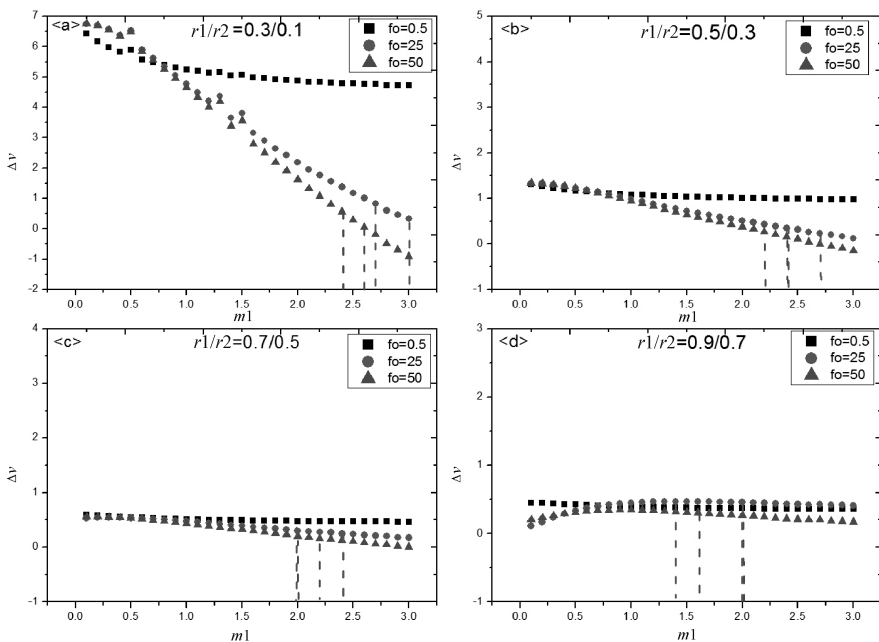 <a>
r1/r2=0.3/0.1
fo=0.5
fo=25
fo=50
7
6
5
4
3
2
1
0
-1
-2
Δv
0.0 0.5 1.0 1.5 2.0 2.5 3.0
m1
<b>
r1/r2=0.5/0.3
fo=0.5
fo=25
fo=50
5
4
3
2
1
0
-1
Δv
0.0 0.5 1.0 1.5 2.0 2.5 3.0
m1
<c>
r1/r2=0.7/0.5
fo=0.5
fo=25
fo=50
4
3
2
1
0
-1
Δv
0.0 0.5 1.0 1.5 2.0 2.5 3.0
m1
<d>
r1/r2=0.9/0.7
fo=0.5
fo=25
fo=50
3
2
1
0
-1
Δv
0.0 0.5 1.0 1.5 2.0 2.5 3.0
m1